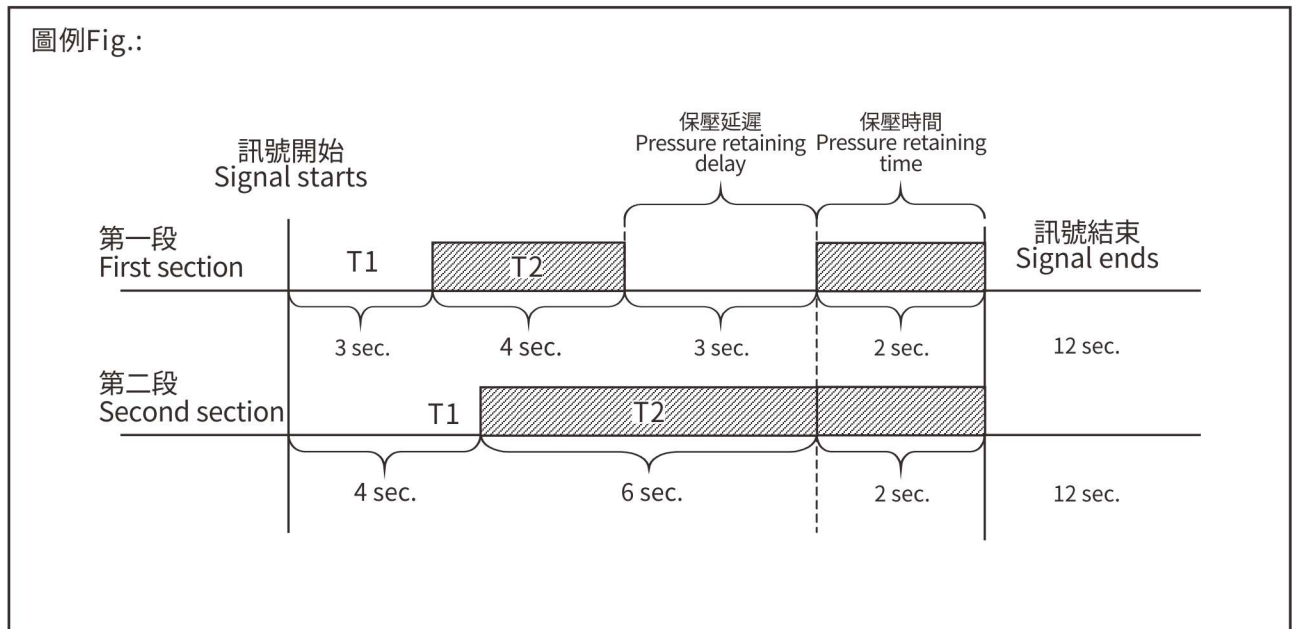 圖例Fig.:
保壓延遲
Pressure retaining
delay
保壓時間
Pressure retaining
time
訊號開始
Signal starts
第一段
First section
T1
T2
訊號結束
Signal ends
3 sec.
4 sec.
3 sec.
2 sec.
12 sec.
第二段
Second section
T1
T2
4 sec.
6 sec.
2 sec.
12 sec.